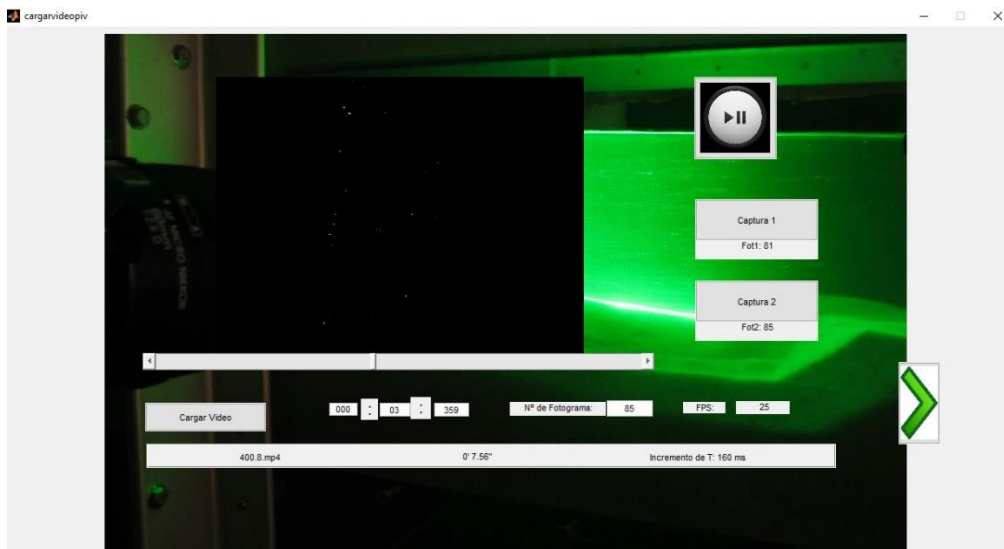 cargarvideopiv
Captura 1
Fot1: 81
Captura 2
Fot2: 85
Cargar Video
000 : 03 : 359
Nº de Fotograma: 85
FPS: 25
400.8.mp4 0' 7.56" Incremento de T: 160 ms